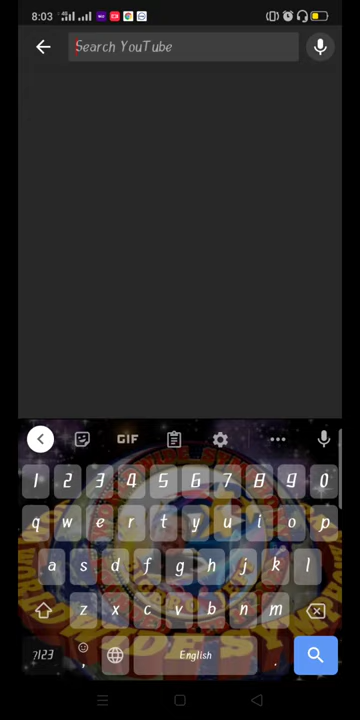 8:03
Search YouTube
GIF
1 2 3 4 5 6 7 8 9 0
q w e r t y u i o p
a s d f g h j k l
z x c v b n m
?123 , English .